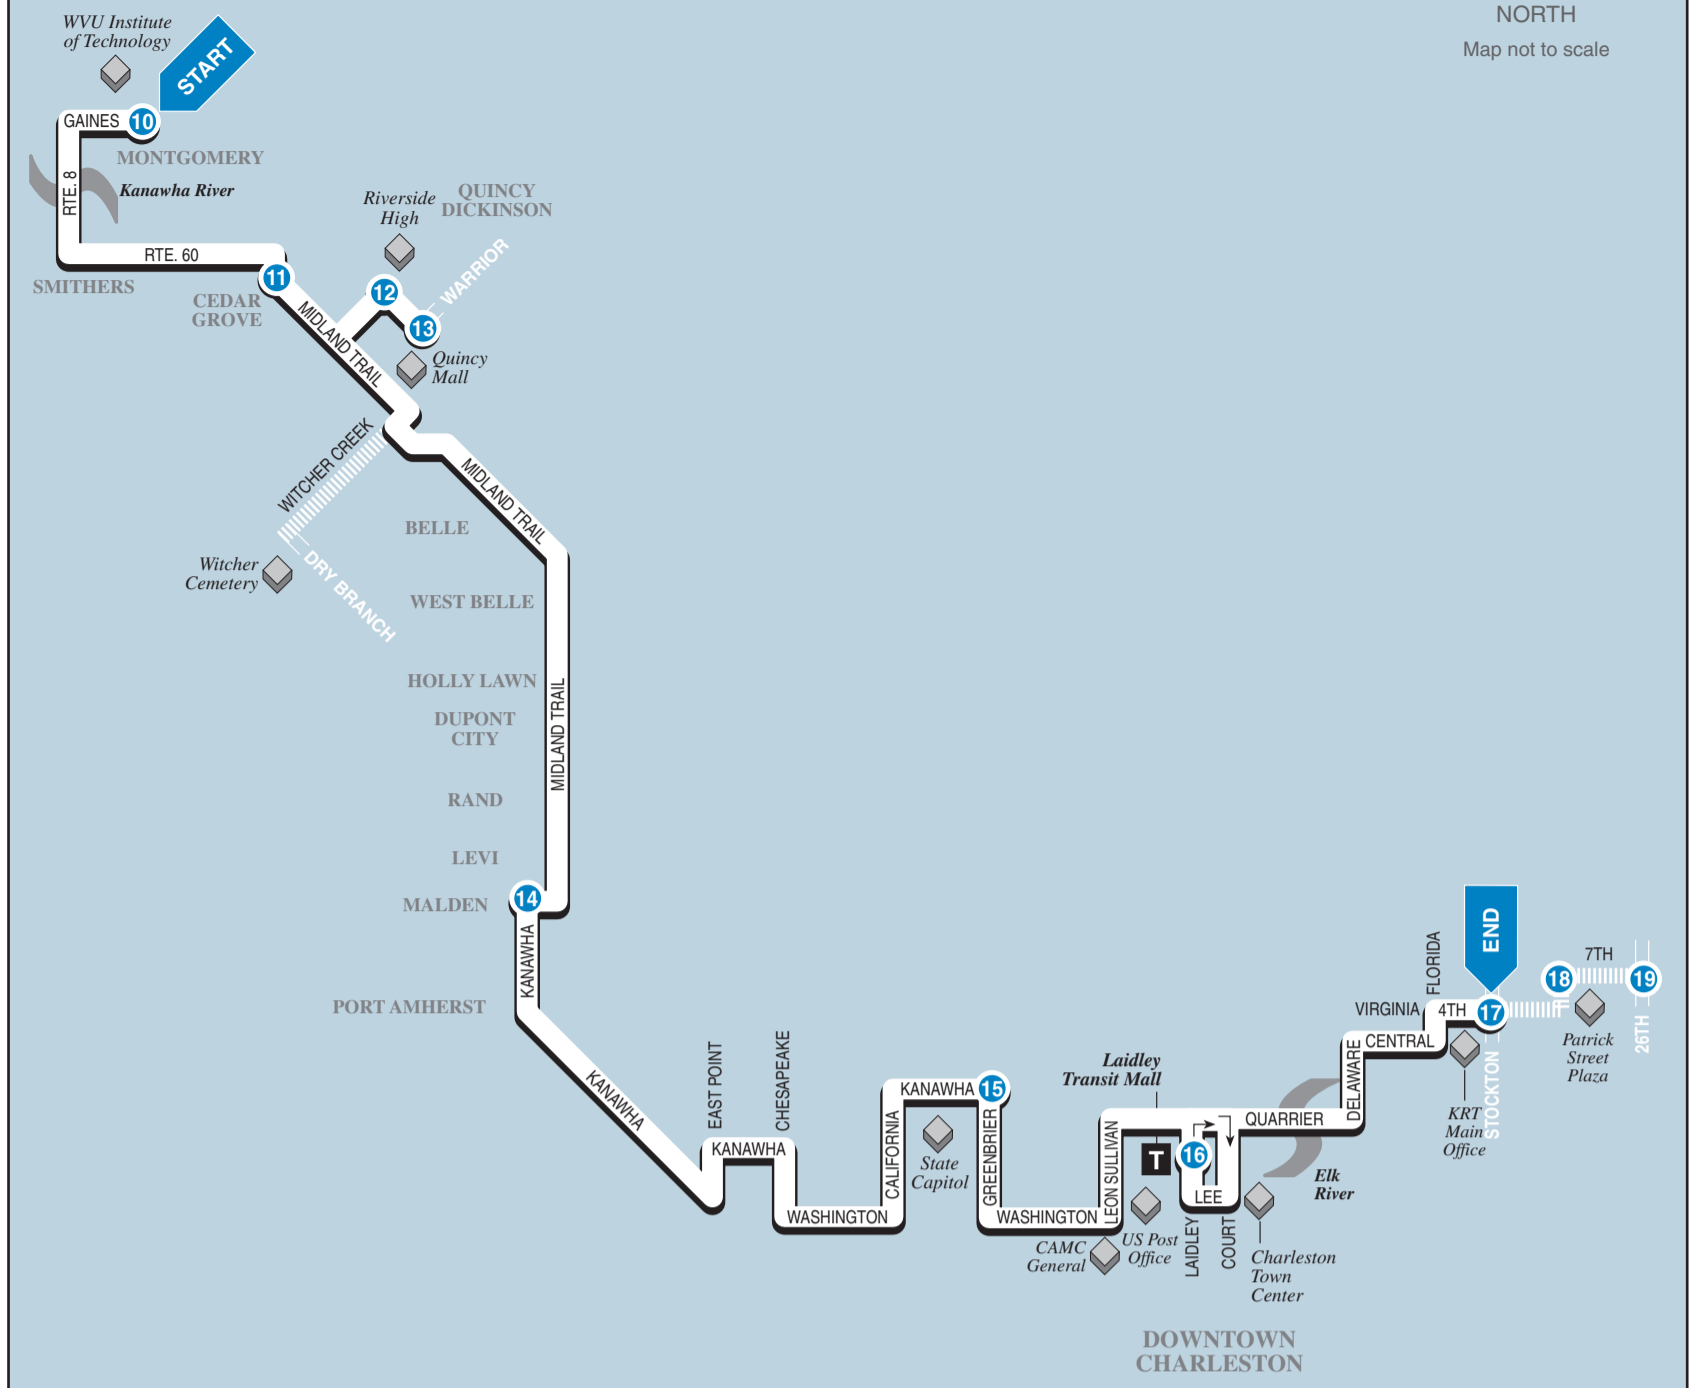 NORTH
Map not to scale
WVU Institute
of Technology
START
GAINES
10
MONTGOMERY
RTE. 8
Kanawha River
RTE. 60
SMITHERS
11
CEDAR
GROVE
Riverside
High
QUINCY
DICKINSON
WARRIOR
12
13
MIDLAND TRAIL
Quincy
Mall
WITCHER CREEK
MIDLAND TRAIL
BELLE
Witcher
Cemetery
DRY BRANCH
WEST BELLE
HOLLY LAWN
DUPONT
CITY
MIDLAND TRAIL
RAND
LEVI
14
MALDEN
KANAWHA
PORT AMHERST
KANAWHA
EAST POINT
CHESAPEAKE
KANAWHA
WASHINGTON
CALIFORNIA
KANAWHA
15
State
Capitol
GREENBRIER
WASHINGTON
LEON SULLIVAN
CAMC
General
Laidley
Transit Mall
T
16
US Post
Office
LEE
LAIDLEY
COURT
Charleston
Town
Center
QUARRIER
Elk
River
DELAWARE
CENTRAL
VIRGINIA
FLORIDA
4TH
END
17
KRT
Main
Office
STOCKTON
18
7TH
19
Patrick
Street
Plaza
26TH
DOWNTOWN
CHARLESTON